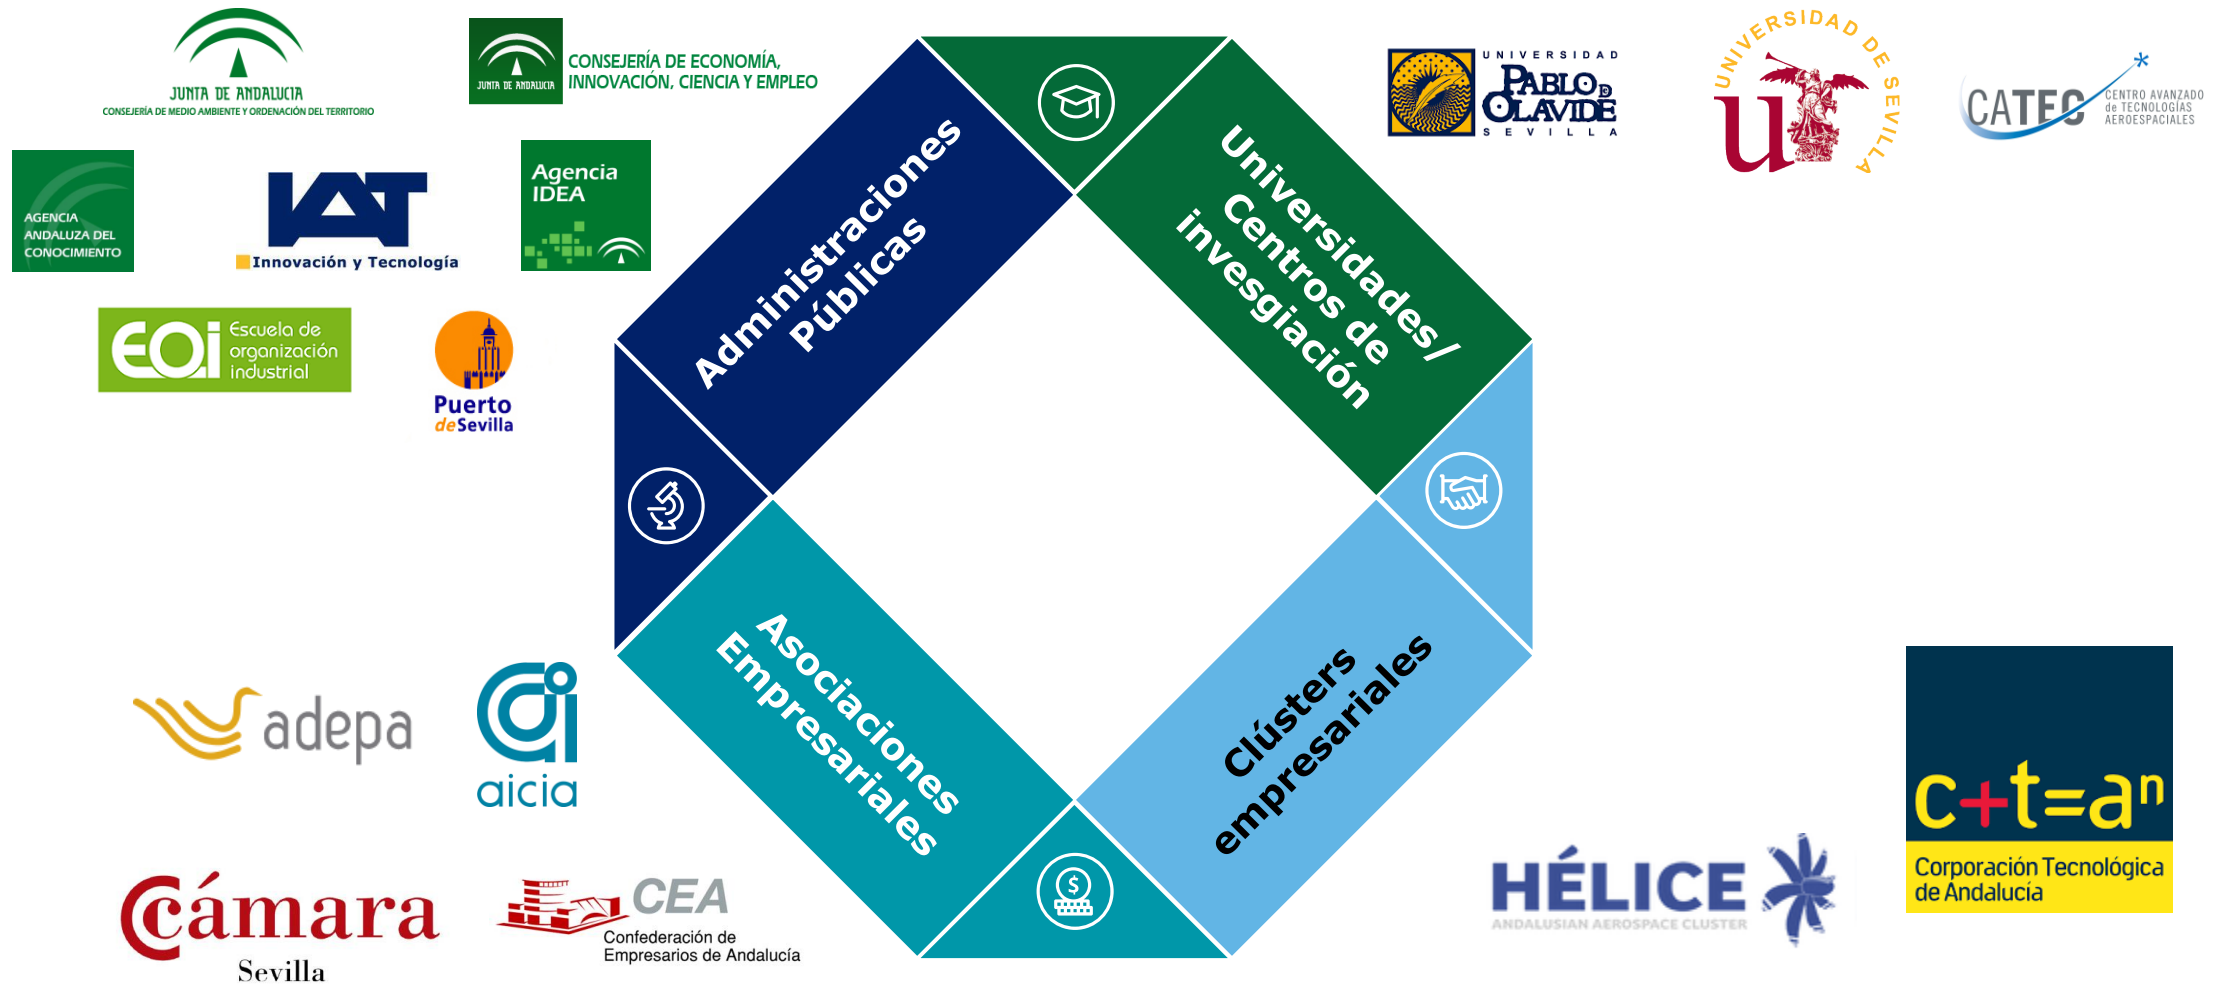 JUNTA DE ANDALUCIA
CONSEJERÍA DE MEDIO AMBIENTE Y ORDENACIÓN DEL TERRITORIO
JUNTA DE ANDALUCIA
CONSEJERÍA DE ECONOMÍA,
INNOVACIÓN, CIENCIA Y EMPLEO
AGENCIA
ANDALUZA DEL
CONOCIMIENTO
IAT
Innovación y Tecnología
Agencia
IDEA
EOi
Escuela de
organización
industrial
Puerto
de Sevilla
Administraciones
Públicas
Universidades/
Centros de
invesgiación
UNIVERSIDAD
PABLO DE
OLAVIDE
SEVILLA
UNIVERSIDAD DE SEVILLA
u
CATEC
CENTRO AVANZADO
de TECNOLOGÍAS
AEROESPACIALES
Asociaciones
Empresariales
Clústers
empresariales
adepa
aicia
Cámara
Sevilla
CEA
Confederación de
Empresarios de Andalucía
HÉLICE
ANDALUSIAN AEROSPACE CLUSTER
c+t=aⁿ
Corporación Tecnológica
de Andalucía
$